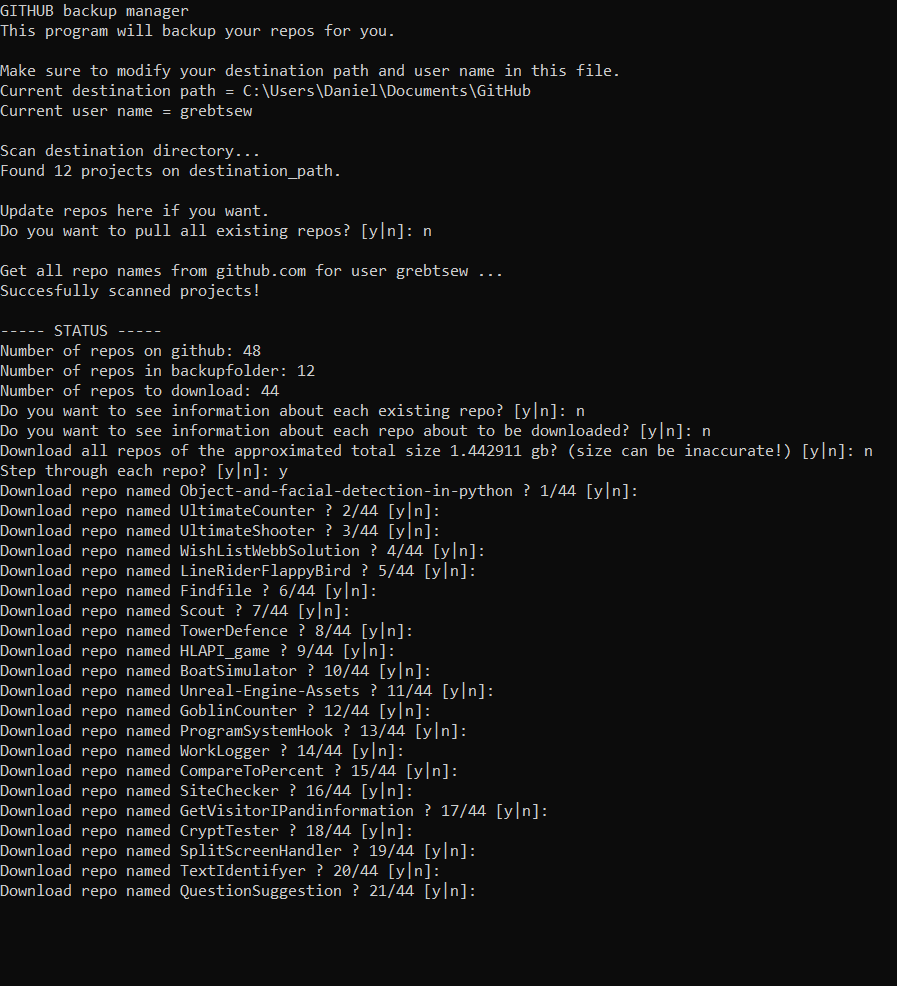 GITHUB backup manager
This program will backup your repos for you.
Make sure to modify your destination path and user name in this file.
Current destination path = C:\Users\Daniel\Documents\GitHub
Current user name = grebtsew
Scan destination directory...
Found 12 projects on destination_path.
Update repos here if you want.
Do you want to pull all existing repos? [y|n]: n
Get all repo names from github.com for user grebtsew ...
Succesfully scanned projects!
----- STATUS -----
Number of repos on github: 48
Number of repos in backupfolder: 12
Number of repos to download: 44
Do you want to see information about each existing repo? [y|n]: n
Do you want to see information about each repo about to be downloaded? [y|n]: n
Download all repos of the approximated total size 1.442911 gb? (size can be inaccurate!) [y|n]: n
Step through each repo? [y|n]: y
Download repo named Object-and-facial-detection-in-python ? 1/44 [y|n]:
Download repo named UltimateCounter ? 2/44 [y|n]:
Download repo named UltimateShooter ? 3/44 [y|n]:
Download repo named WishListWebbSolution ? 4/44 [y|n]:
Download repo named LineRiderFlappyBird ? 5/44 [y|n]:
Download repo named Findfile ? 6/44 [y|n]:
Download repo named Scout ? 7/44 [y|n]:
Download repo named TowerDefence ? 8/44 [y|n]:
Download repo named HLAPI_game ? 9/44 [y|n]:
Download repo named BoatSimulator ? 10/44 [y|n]:
Download repo named Unreal-Engine-Assets ? 11/44 [y|n]:
Download repo named GoblinCounter ? 12/44 [y|n]:
Download repo named ProgramSystemHook ? 13/44 [y|n]:
Download repo named WorkLogger ? 14/44 [y|n]:
Download repo named CompareToPercent ? 15/44 [y|n]:
Download repo named SiteChecker ? 16/44 [y|n]:
Download repo named GetVisitorIPandinformation ? 17/44 [y|n]:
Download repo named CryptTester ? 18/44 [y|n]:
Download repo named SplitScreenHandler ? 19/44 [y|n]:
Download repo named TextIdentifyer ? 20/44 [y|n]:
Download repo named QuestionSuggestion ? 21/44 [y|n]: